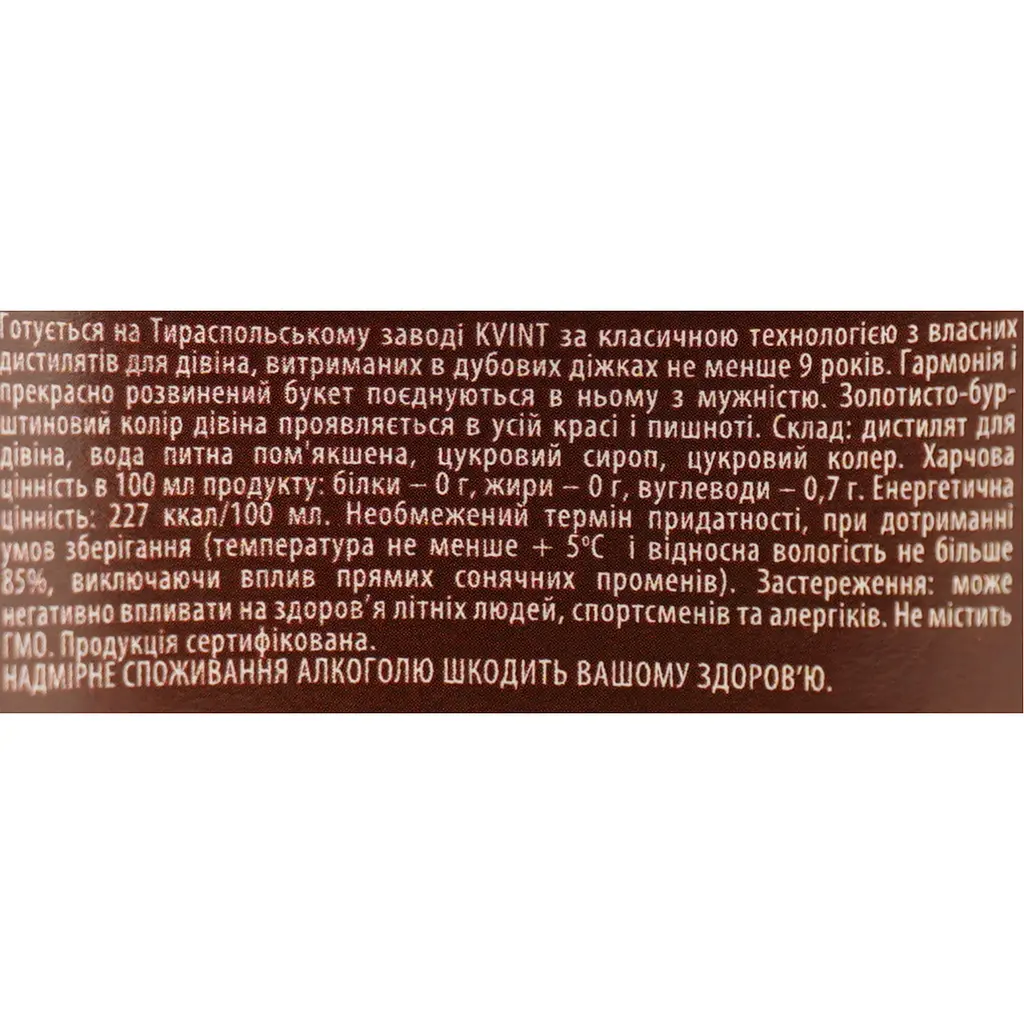 Готується на Тираспольському заводі KVINT за класичною технологією з власних
дистилятів для дівіна, витриманих в дубових діжках не менше 9 років. Гармонія і
прекрасно розвинений букет поєднуються в ньому з мужністю. Золотисто-бур-
штиновий колір дівіна проявляється в усій красі і пишноті. Склад: дистилят для
дівіна, вода питна пом'якшена, цукровий сироп, цукровий колер. Харчова
цінність в 100 мл продукту: білки – 0 г, жири – 0 г, вуглеводи – 0,7 г. Енергетична
цінність: 227 ккал/100 мл. Необмежений термін придатності, при дотриманні
умов зберігання (температура не менше + 5°C і відносна вологість не більше
85%, виключаючи вплив прямих сонячних променів). Застереження: може
негативно впливати на здоров'я літніх людей, спортсменів та алергіків. Не містить
ГМО. Продукція сертифікована.
НАДМІРНЕ СПОЖИВАННЯ АЛКОГОЛЮ ШКОДИТЬ ВАШОМУ ЗДОРОВ'Ю.